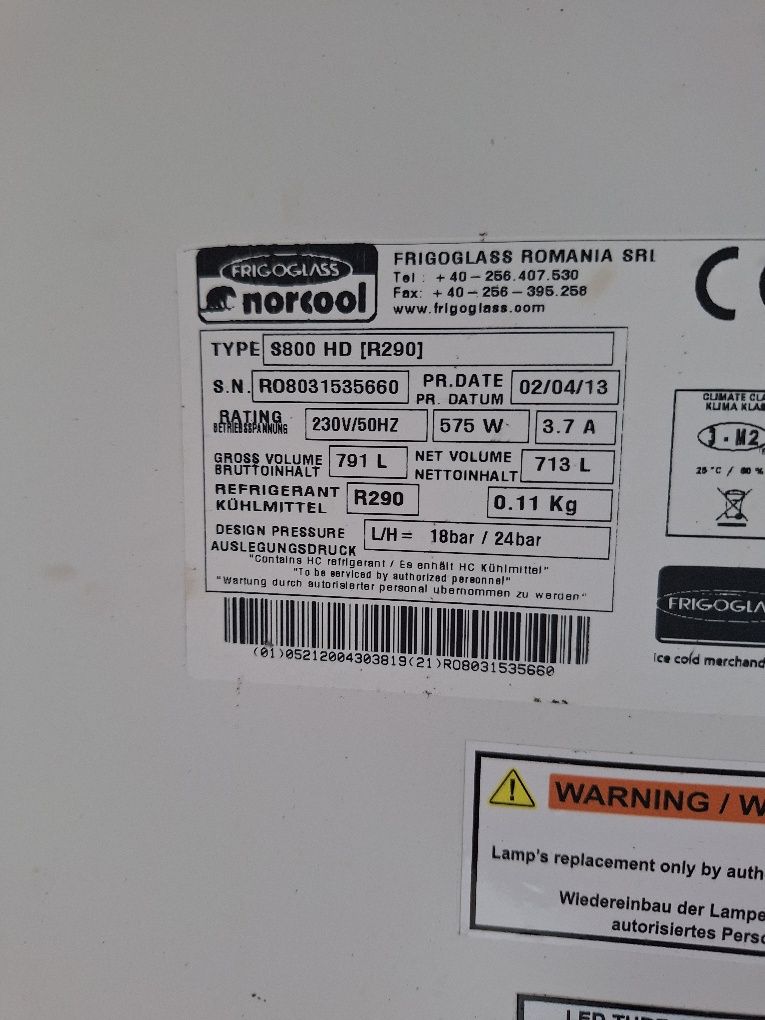 FRIGOGLASS
norcool
FRIGOGLASS ROMANIA SRL
Tel : +40-256.407.530
Fax: +40-256-395.258
www.frigoglass.com
TYPE S800 HD [R290]
S.N. RO8031535660 PR.DATE PR. DATUM 02/04/13
RATING BETRIEBSSPANNUNG 230V/50HZ 575 W 3.7 A
GROSS VOLUME BRUTTOINHALT 791 L NET VOLUME NETTOINHALT 713 L
REFRIGERANT KÜHLMITTEL R290 0.11 Kg
DESIGN PRESSURE AUSLEGUNGSDRUCK L/H= 18bar / 24bar
"Contains HC refrigerant / Es enhält HC Kühlmittel"
"To be serviced by authorized personnel"
"Wartung durch autorisierter personal ubernommen zu werden"
(01)05212004303819(21)RO8031535660
CLIMATE CLA
KLIMA KLAS
M2
25 °C / 60 %
FRIGOGLA
Ice cold merchand
WARNING / W
Lamp's replacement only by auth
Wiedereinbau der Lampe
autorisiertes Perso